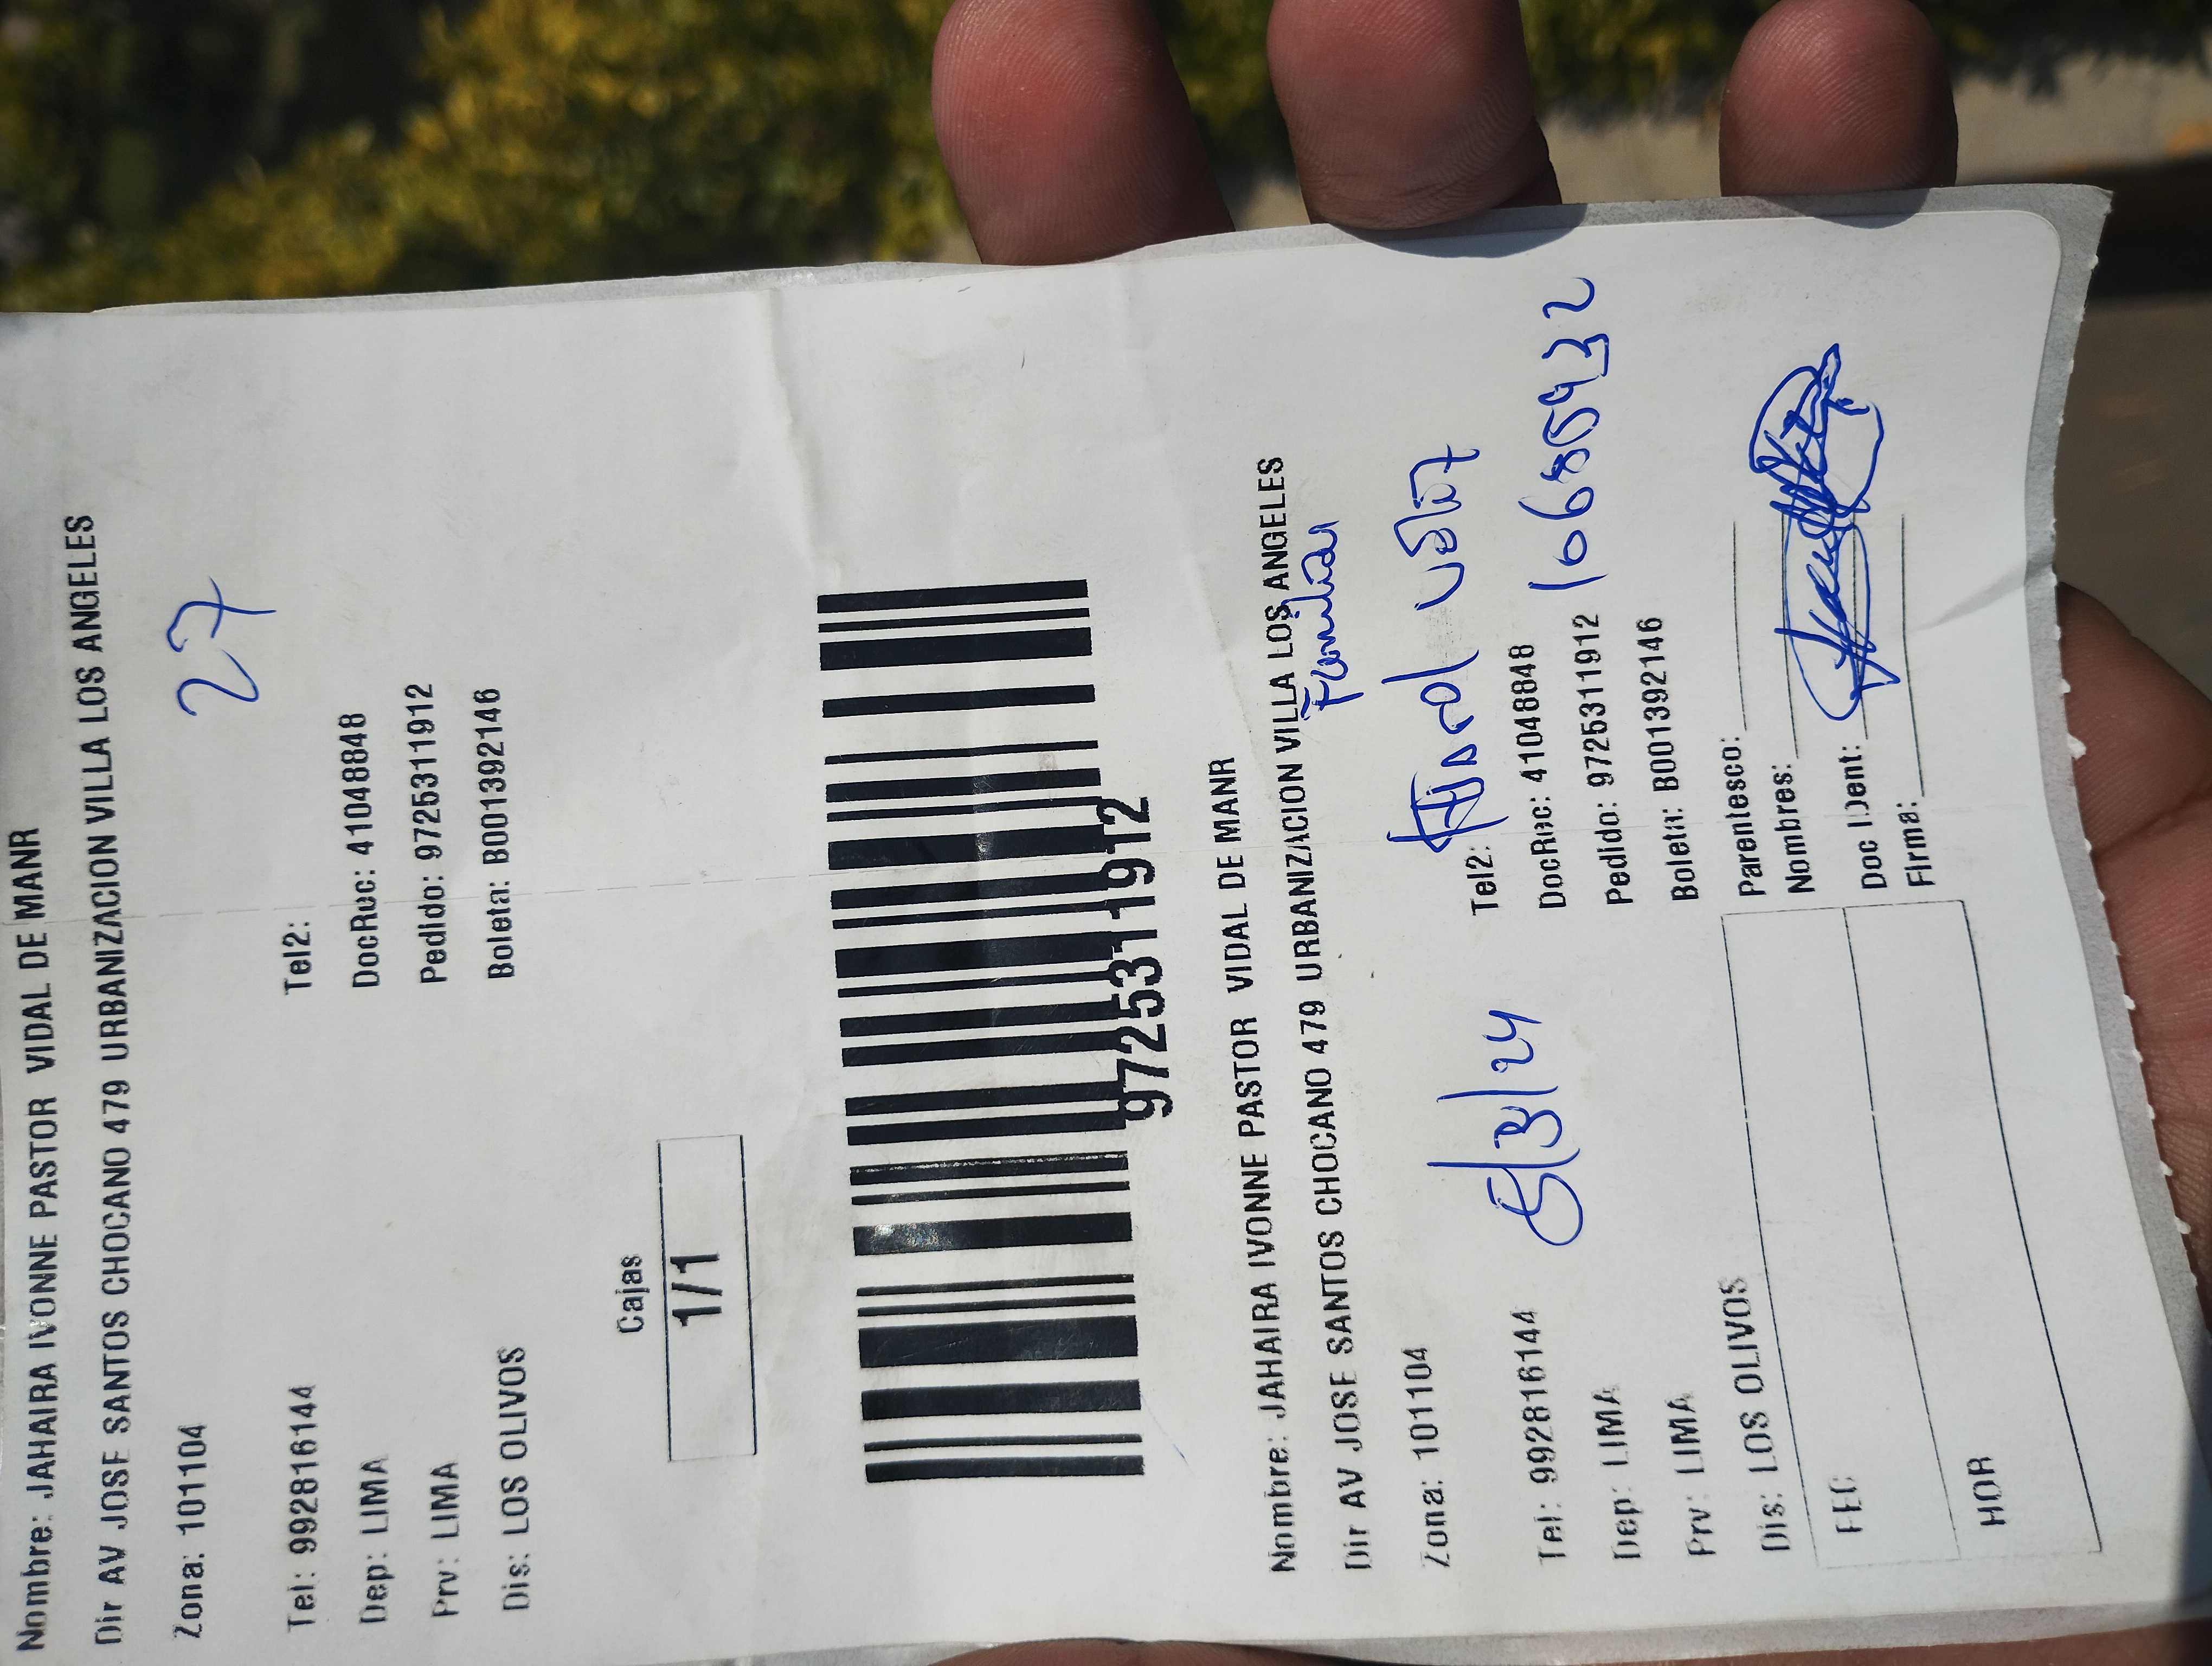 Nombre: JAHAIRA IVONNE PASTOR VIDAL DE MANR
Dir AV JOSE SANTOS CHOCANO 479 URBANIZACION VILLA LOS ANGELES
Zona: 101104
27
Tel: 992816144 Tel2:
Dep: LIMA DocRec: 41048848
Prv: LIMA Pedido: 9725311912
Dis: LOS OLIVOS Boleta: B001392146
Cajas
1/1
9725311912
Nombre: JAHAIRA IVONNE PASTOR VIDAL DE MANR
Dir AV JOSE SANTOS CHOCANO 479 URBANIZACION VILLA LOS ANGELES
Familiar
Zona: 101104
5/3/24
Tel: 992816144 Tel2:
Dep: LIMA DocRec: 41048848
16685932
Prv: LIMA Pedido: 9725311912
Dis: LOS OLIVOS Boleta: B001392146
FEC
Parentesco:
Nombres:
HOR
Doc Ident:
Firma: